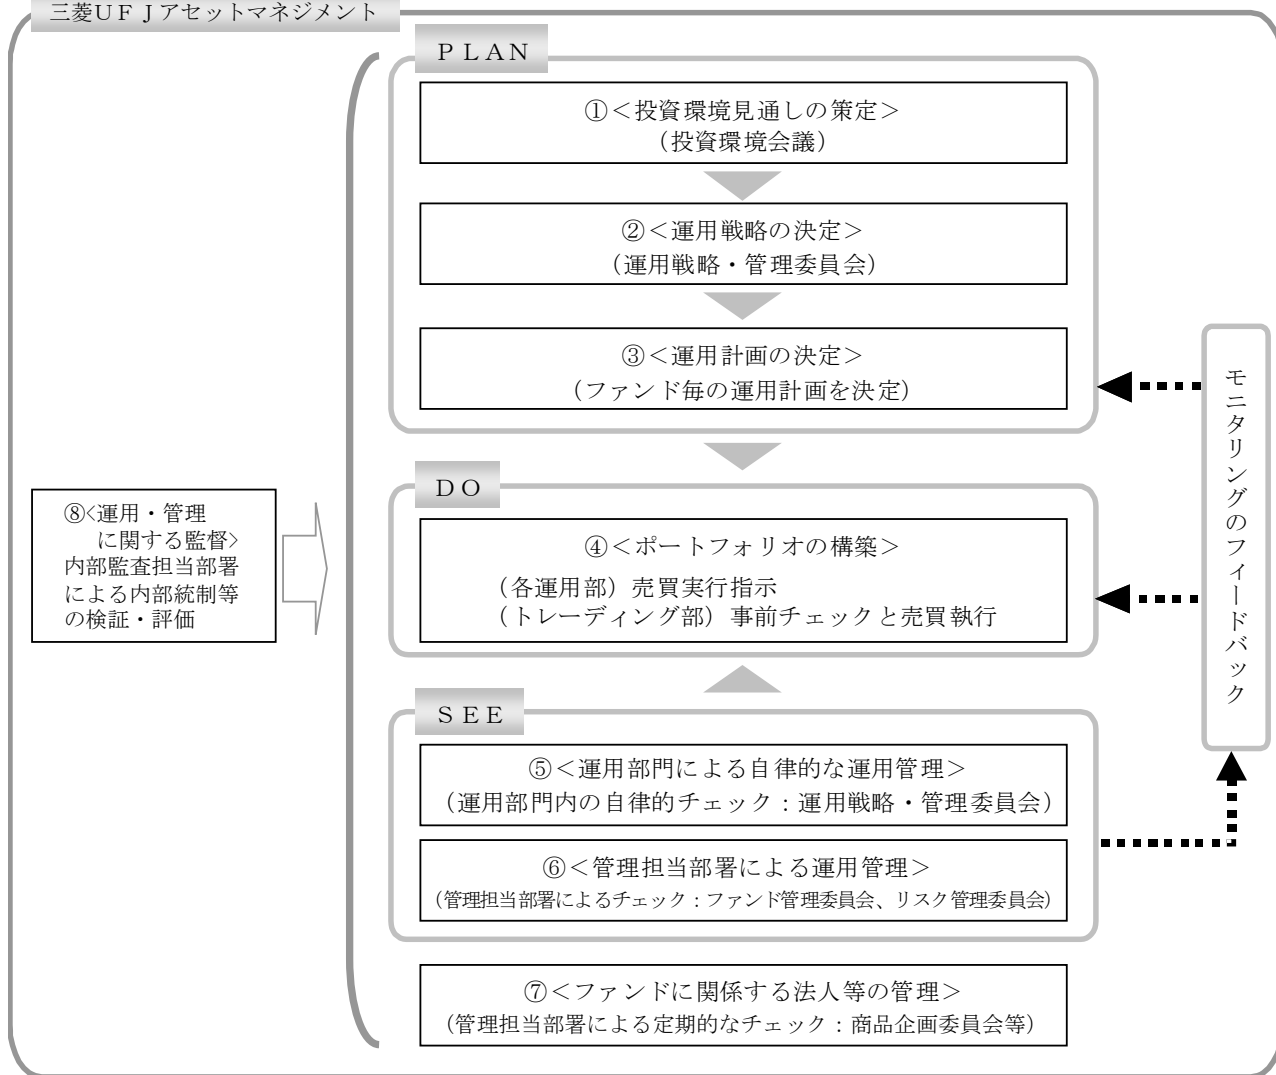 三菱ＵＦＪアセットマネジメント
ＰＬＡＮ
①＜投資環境見通しの策定＞
（投資環境会議）
②＜運用戦略の決定＞
（運用戦略・管理委員会）
③＜運用計画の決定＞
（ファンド毎の運用計画を決定）
ＤＯ
④＜ポートフォリオの構築＞
（各運用部）売買実行指示
（トレーディング部）事前チェックと売買執行
ＳＥＥ
⑤＜運用部門による自律的な運用管理＞
（運用部門内の自律的チェック：運用戦略・管理委員会）
⑥＜管理担当部署による運用管理＞
（管理担当部署によるチェック：ファンド管理委員会、リスク管理委員会）
⑦＜ファンドに関係する法人等の管理＞
（管理担当部署による定期的なチェック：商品企画委員会等）
⑧<運用・管理
に関する監督>
内部監査担当部署
による内部統制等
の検証・評価
モニタリングのフィードバック